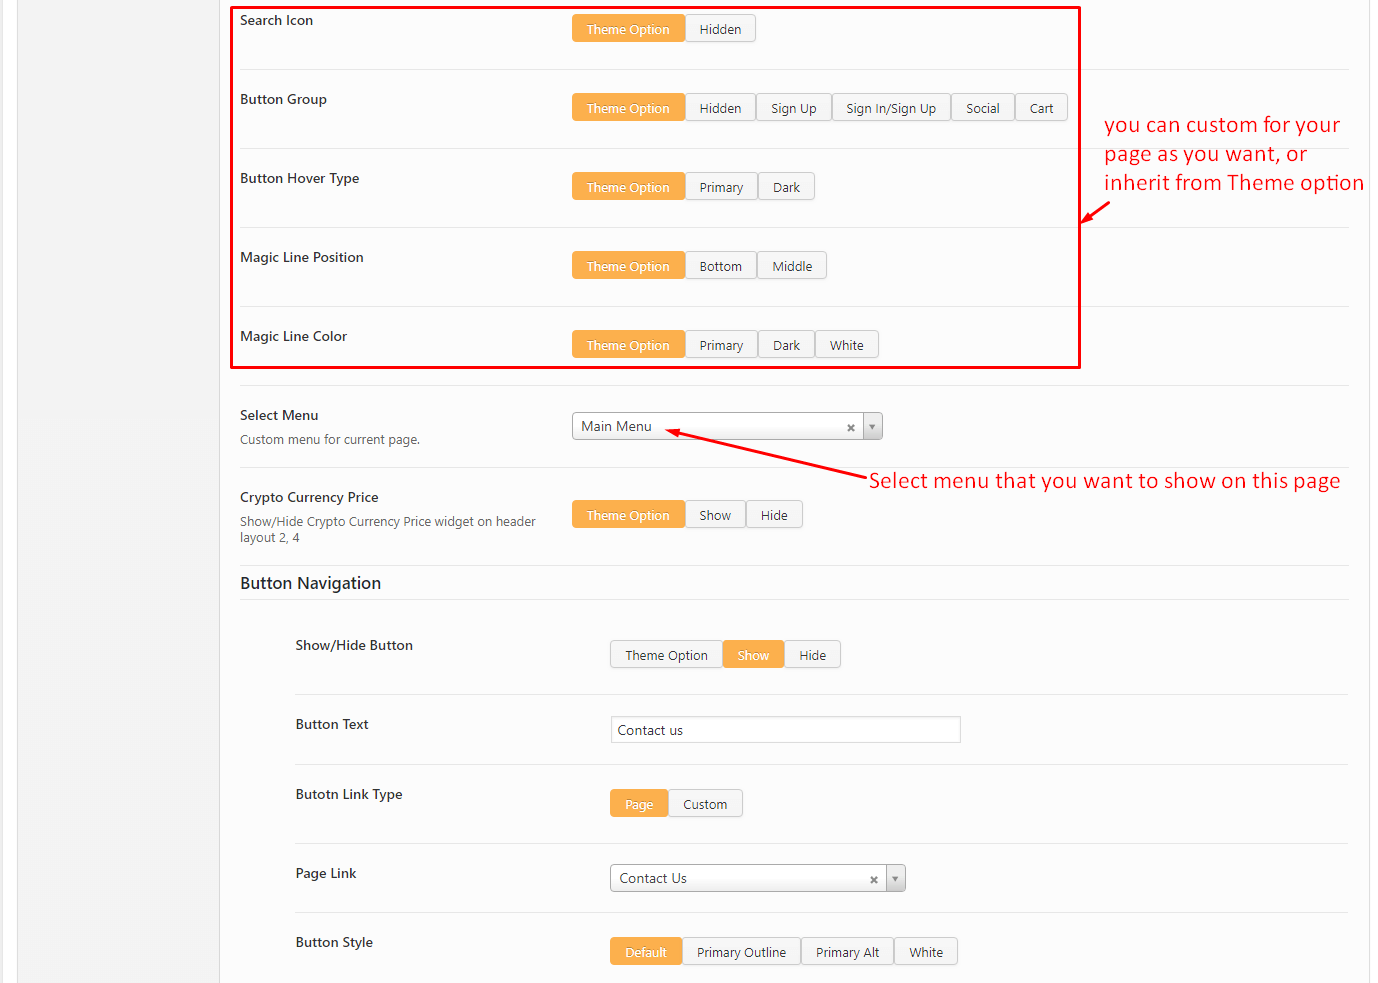 Search Icon
Theme Option Hidden
Button Group
Theme Option Hidden Sign Up Sign In/Sign Up Social Cart
you can custom for your
page as you want, or
inherit from Theme option
Button Hover Type
Theme Option Primary Dark
Magic Line Position
Theme Option Bottom Middle
Magic Line Color
Theme Option Primary Dark White
Select Menu
Custom menu for current page.
Main Menu
Select menu that you want to show on this page
Crypto Currency Price
Show/Hide Crypto Currency Price widget on header
layout 2, 4
Theme Option Show Hide
Button Navigation
Show/Hide Button
Theme Option Show Hide
Button Text
Contact us
Butotn Link Type
Page Custom
Page Link
Contact Us
Button Style
Default Primary Outline Primary Alt White